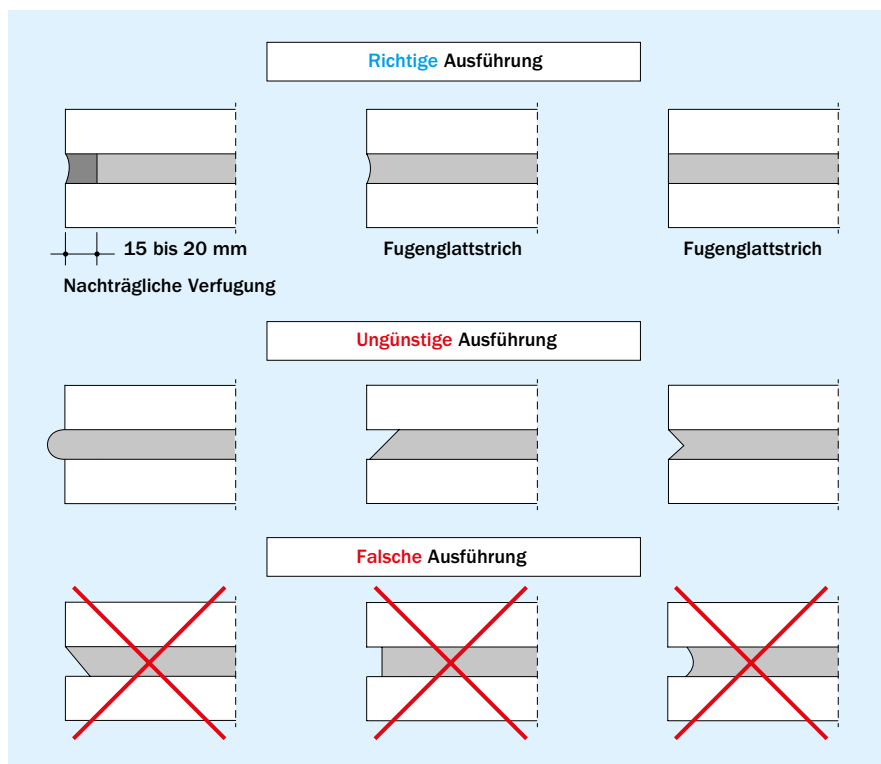 Richtige Ausführung
15 bis 20 mm
Fugenglattstrich
Fugenglattstrich
Nachträgliche Verfugung
Ungünstige Ausführung
Falsche Ausführung